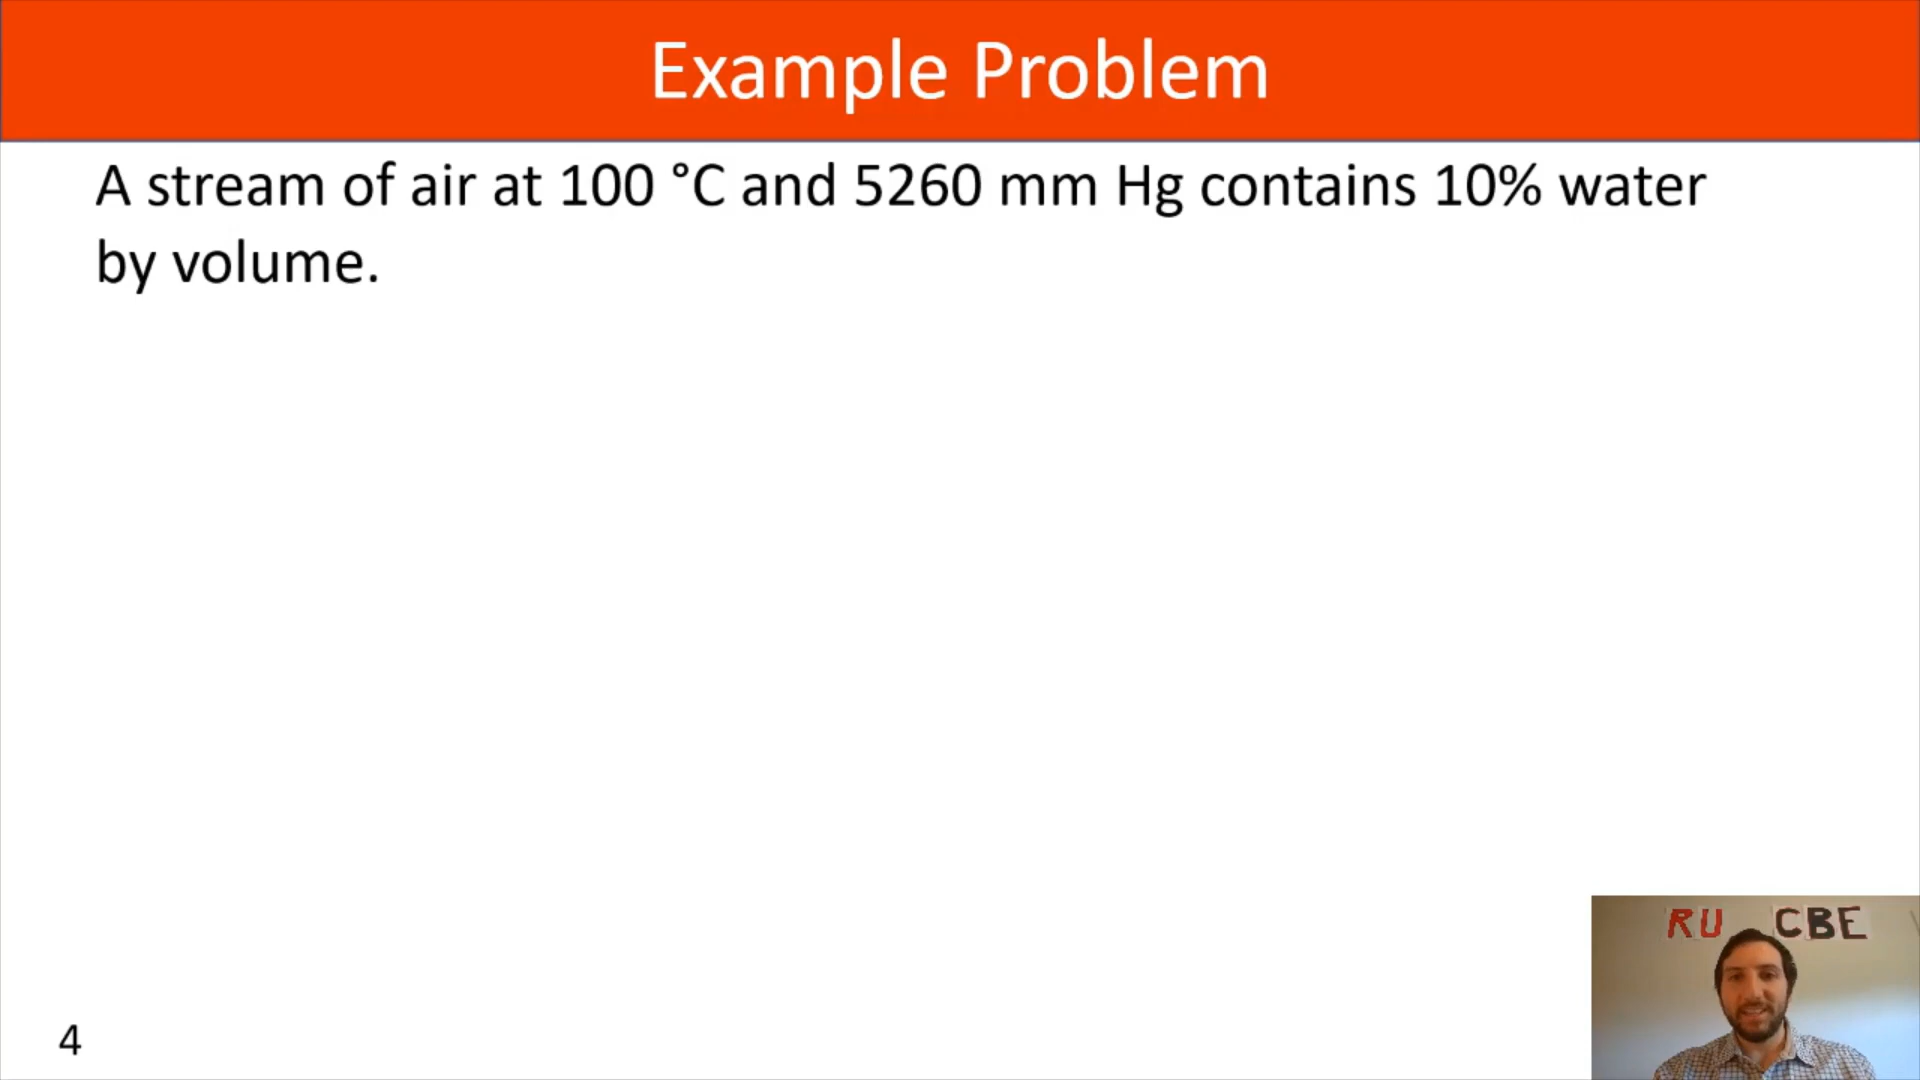 Example Problem
A stream of air at 100 °C and 5260 mm Hg contains 10% water
by volume.
RU CBE
4